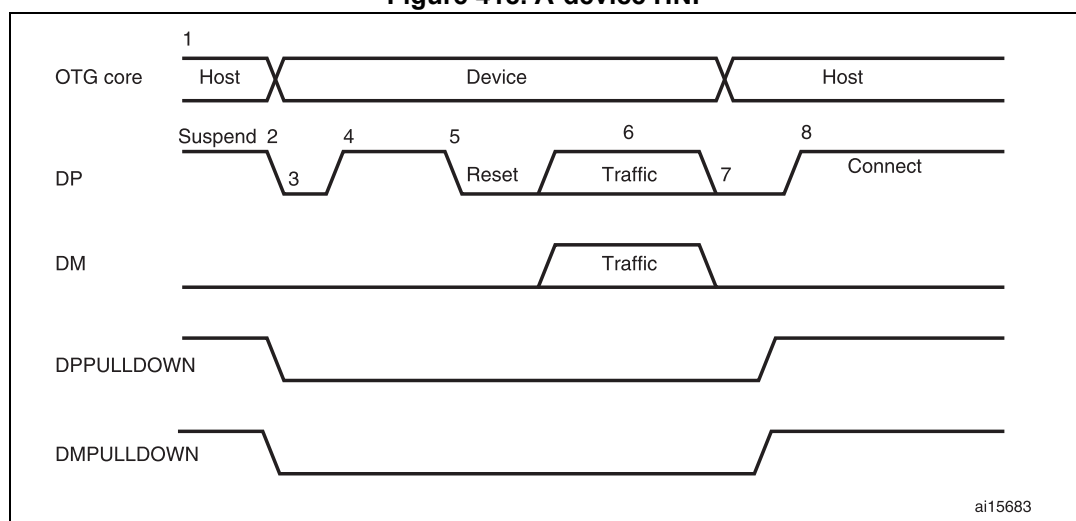 1
OTG core Host Device Host
Suspend 2 4 5 6 8
DP 3 Reset Traffic 7 Connect
DM Traffic
DPPULLDOWN
DMPULLDOWN
ai15683